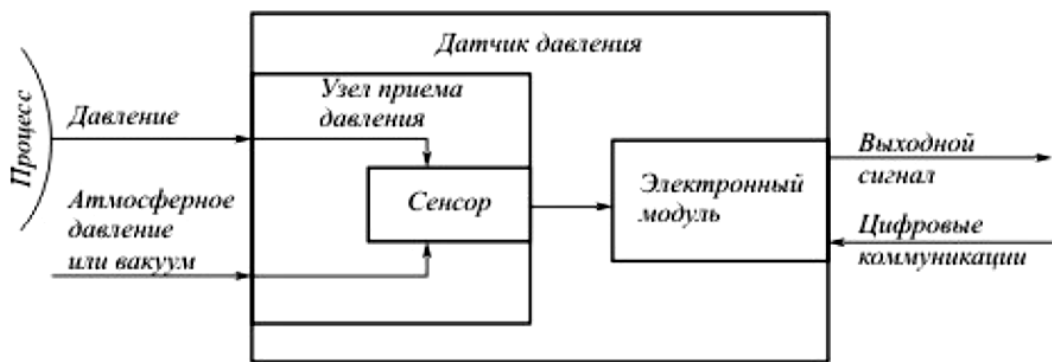 Датчик давления
Процесс
Давление
Узел приема
давления
Атмосферное
давление
или вакуум
Сенсор
Электронный
модуль
Выходной
сигнал
Цифровые
коммуникации